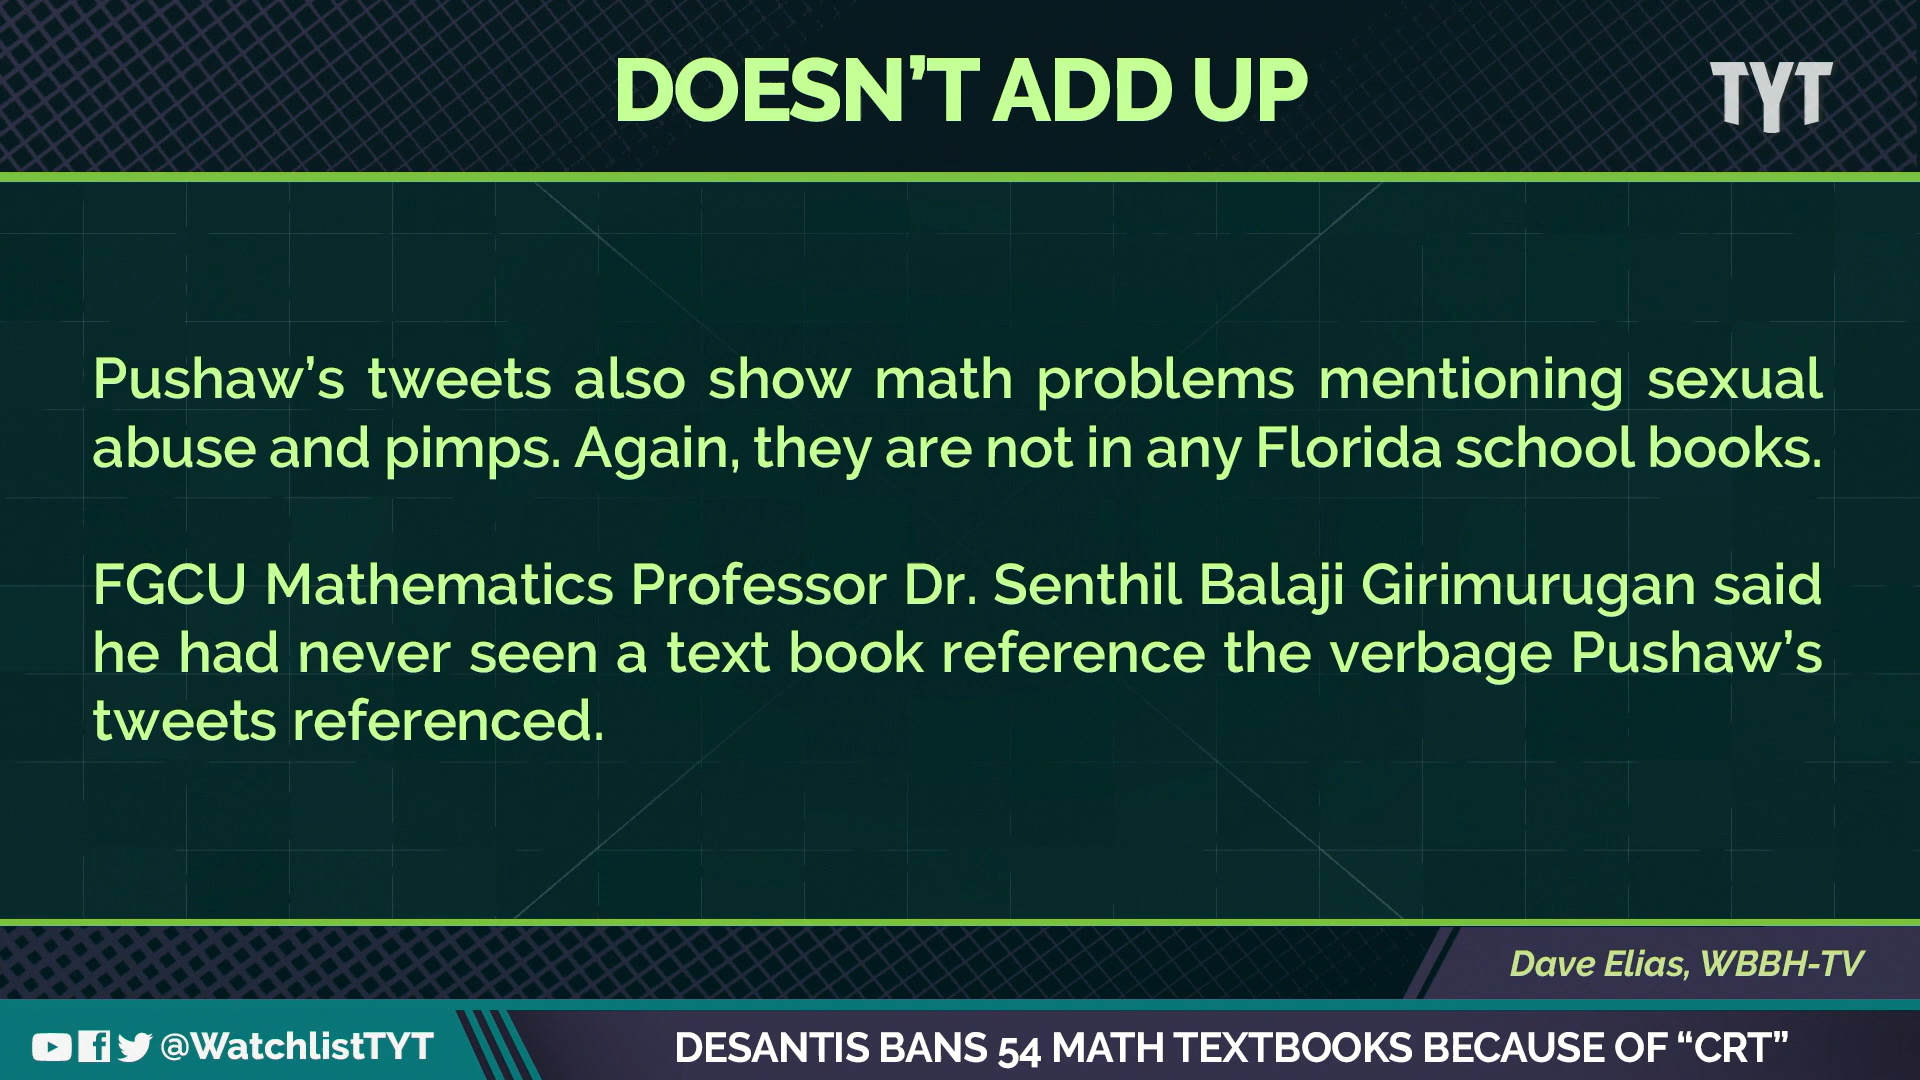 DOESN’T ADD UP
TYT
Pushaw’s tweets also show math problems mentioning sexual
abuse and pimps. Again, they are not in any Florida school books.
FGCU Mathematics Professor Dr. Senthil Balaji Girimurugan said
he had never seen a text book reference the verbage Pushaw’s
tweets referenced.
Dave Elias, WBBH-TV
@WatchlistTYT
DESANTIS BANS 54 MATH TEXTBOOKS BECAUSE OF “CRT”